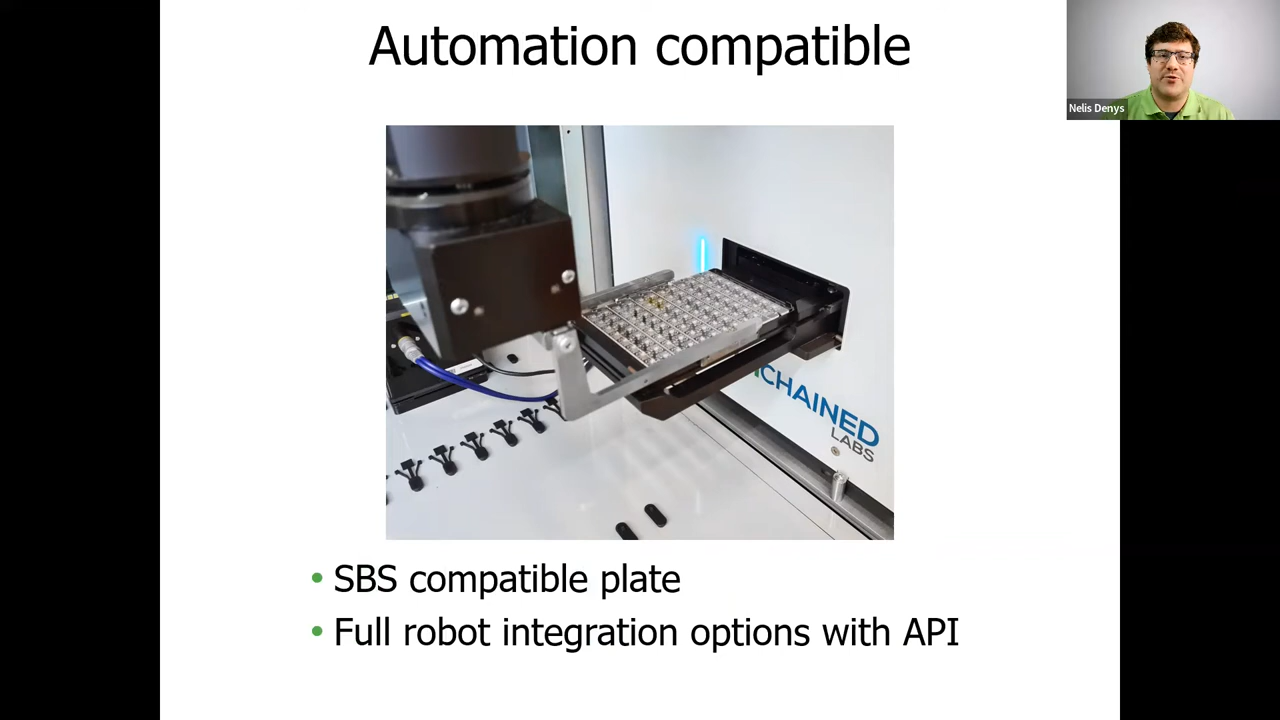 Automation compatible
Nelis Denys
CHAINED
LABS
• SBS compatible plate
• Full robot integration options with API